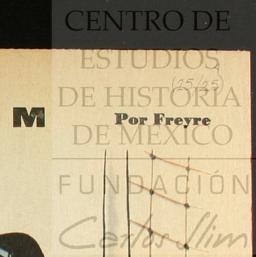 CENTRO DE
ESTUDIOS
(25/25)
DE HISTORIA
M Por Freyre
DE MÉXICO
FUNDACIÓN
Carlos Slim